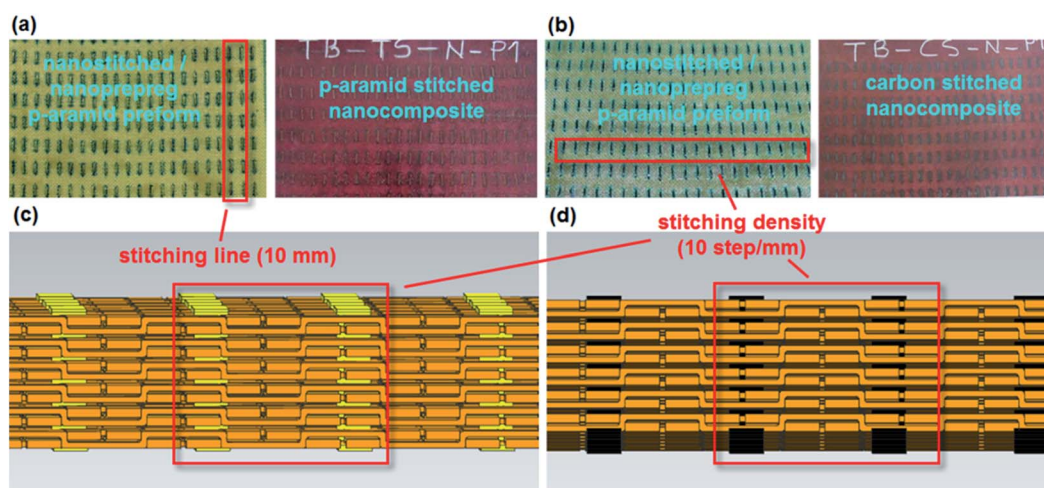 (a)
nanostitched /
nanoprepreg
p-aramid preform
TB-TS-N-P1
p-aramid stitched
nanocomposite
(b)
nanostitched /
nanoprepreg
p-aramid preform
carbon stitched
nanocomposite
(c)
stitching line (10 mm)
stitching density
(10 step/mm)
(d)